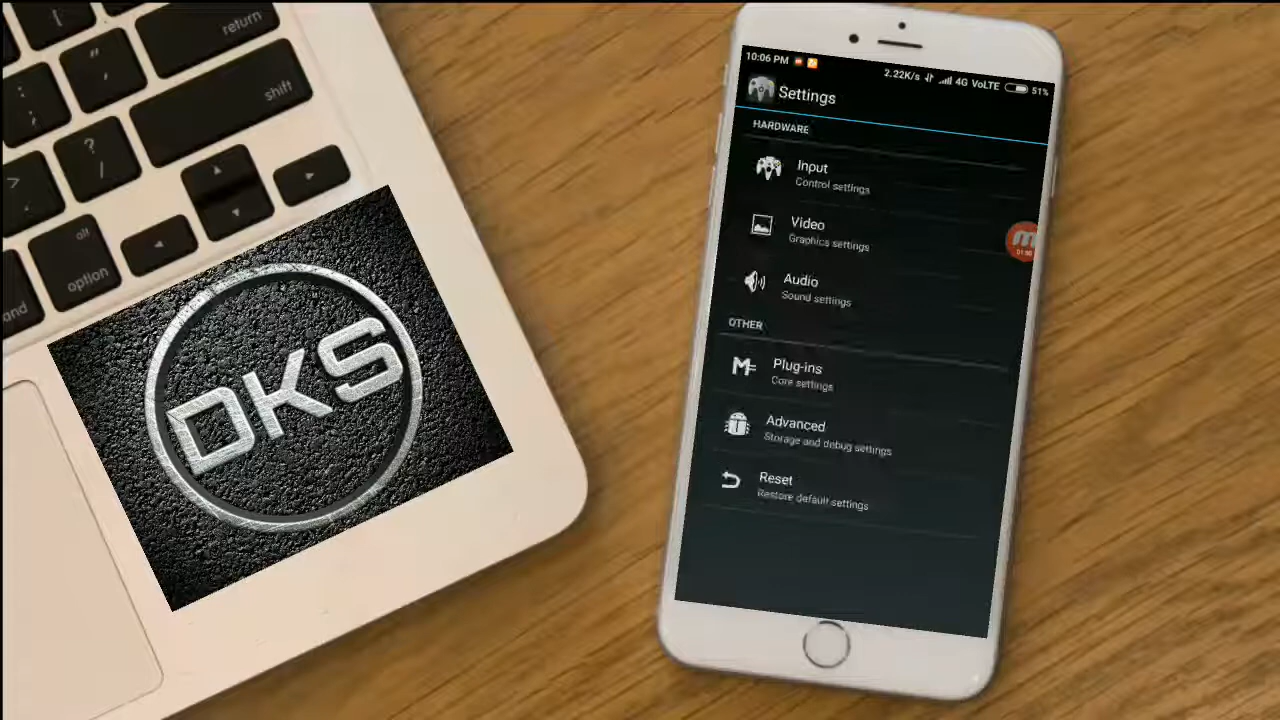 return
shift
alt
option
and
DKS
10:06 PM
2.22K/s 4G VoLTE 51%
Settings
HARDWARE
Input
Control settings
Video
Graphics settings
Audio
Sound settings
OTHER
Plug-ins
Core settings
Advanced
Storage and debug settings
Reset
Restore default settings